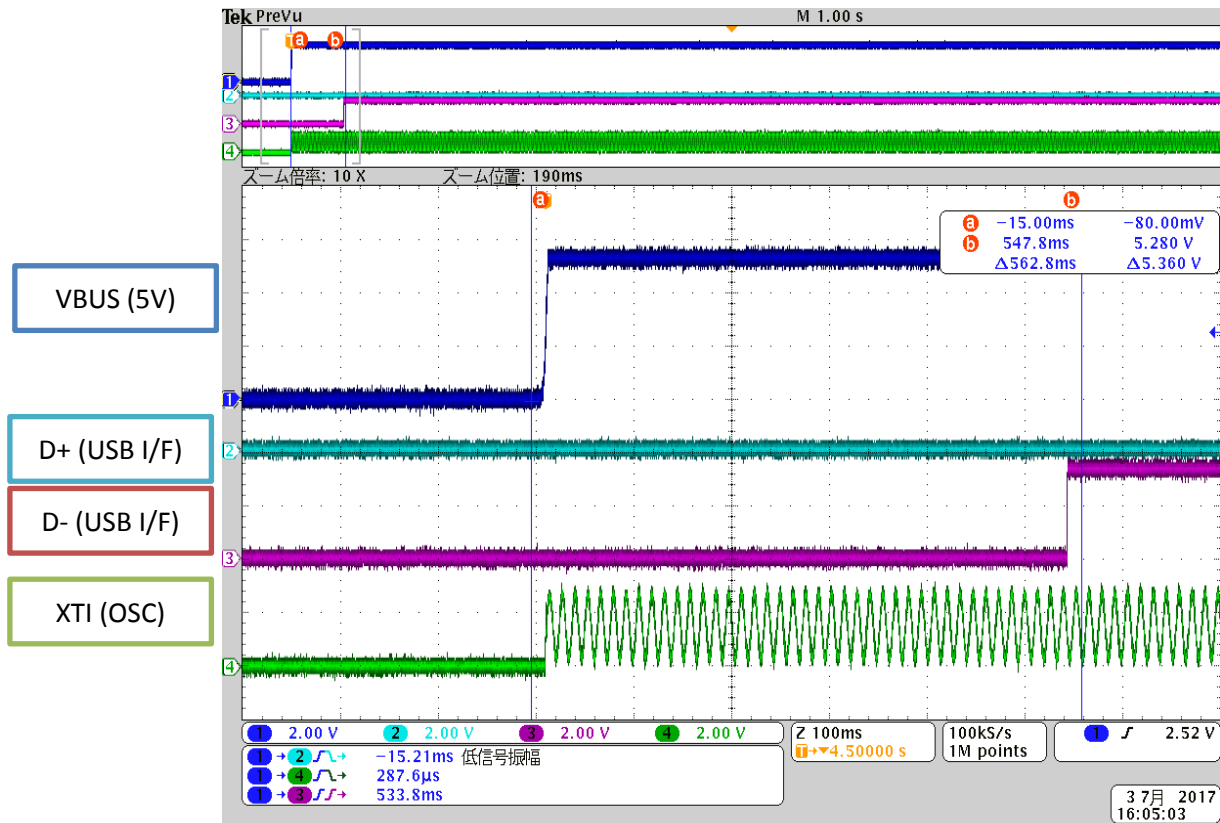 Tek PreVu M 1.00 s
T a b
1
2
3
4
ズーム倍率: 10 X ズーム位置: 190ms
a b
a -15.00ms -80.00mV
b 547.8ms 5.280 V
Δ562.8ms Δ5.360 V
VBUS (5V)
1
D+ (USB I/F)
2
D- (USB I/F)
3
XTI (OSC)
4
1 2.00 V 2 2.00 V 3 2.00 V 4 2.00 V
Z 100ms
T→▼4.50000 s
100kS/s
1M points
1 2.52 V
1 → 2 -15.21ms 低信号振幅
1 → 4 287.6µs
1 → 3 533.8ms
3 7月 2017
16:05:03